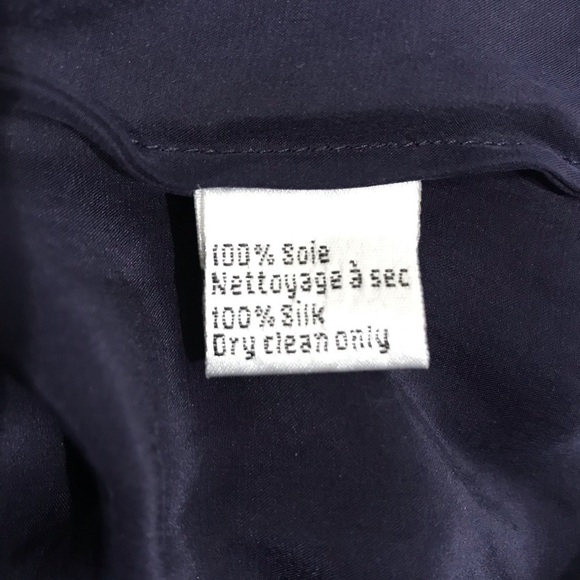 100% Soie
Nettoyage à sec
100% Silk
Dry clean only